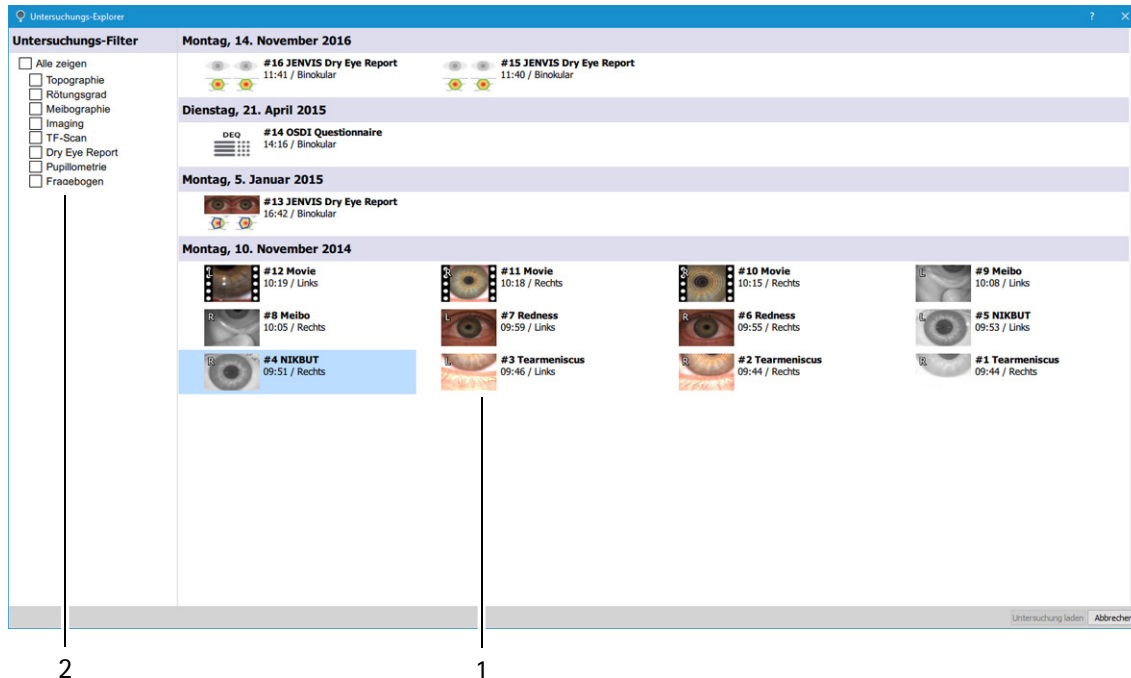 Untersuchungs-Explorer
?
Untersuchungs-Filter
Alle zeigen
Topographie
Rötungsgrad
Meibographie
Imaging
TF-Scan
Dry Eye Report
Pupillometrie
Fragebogen
Montag, 14. November 2016
#16 JENVIS Dry Eye Report
11:41 / Binokular
#15 JENVIS Dry Eye Report
11:40 / Binokular
Dienstag, 21. April 2015
DEQ
#14 OSDI Questionnaire
14:16 / Binokular
Montag, 5. Januar 2015
#13 JENVIS Dry Eye Report
16:42 / Binokular
Montag, 10. November 2014
L
#12 Movie
10:19 / Links
R
#11 Movie
10:18 / Rechts
R
#10 Movie
10:15 / Rechts
L
#9 Meibo
10:08 / Links
R
#8 Meibo
10:05 / Rechts
L
#7 Redness
09:59 / Links
R
#6 Redness
09:55 / Rechts
L
#5 NIKBUT
09:53 / Links
R
#4 NIKBUT
09:51 / Rechts
L
#3 Tearmeniscus
09:46 / Links
R
#2 Tearmeniscus
09:44 / Rechts
R
#1 Tearmeniscus
09:44 / Rechts
Untersuchung laden
Abbrechen
2
1